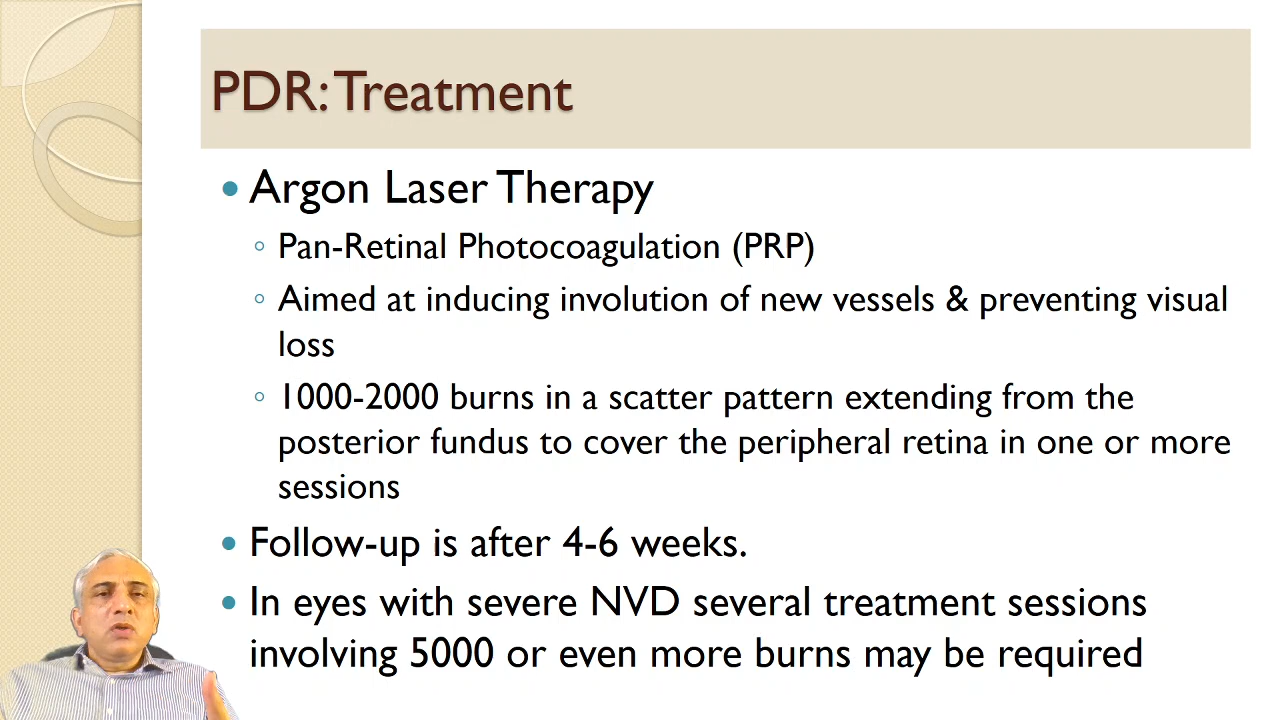 PDR: Treatment
• Argon Laser Therapy
◦ Pan-Retinal Photocoagulation (PRP)
◦ Aimed at inducing involution of new vessels & preventing visual
loss
◦ 1000-2000 burns in a scatter pattern extending from the
posterior fundus to cover the peripheral retina in one or more
sessions
• Follow-up is after 4-6 weeks.
• In eyes with severe NVD several treatment sessions
involving 5000 or even more burns may be required